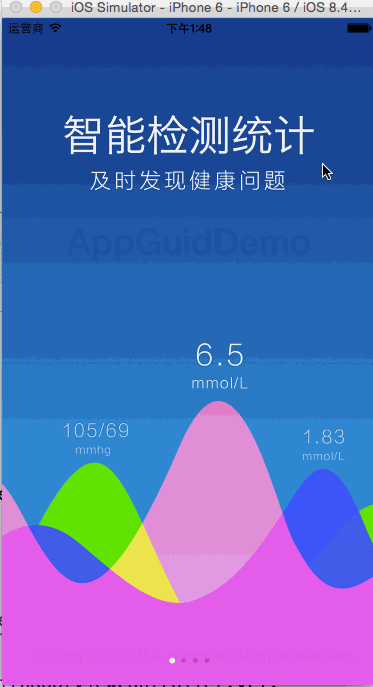 iOS Simulator - iPhone 6 - iPhone 6 / iOS 8.4...
运营商 下午1:48
智能检测统计
及时发现健康问题
AppGuidDemo
6.5
mmol/L
105/69
mmhg
1.83
mmol/L